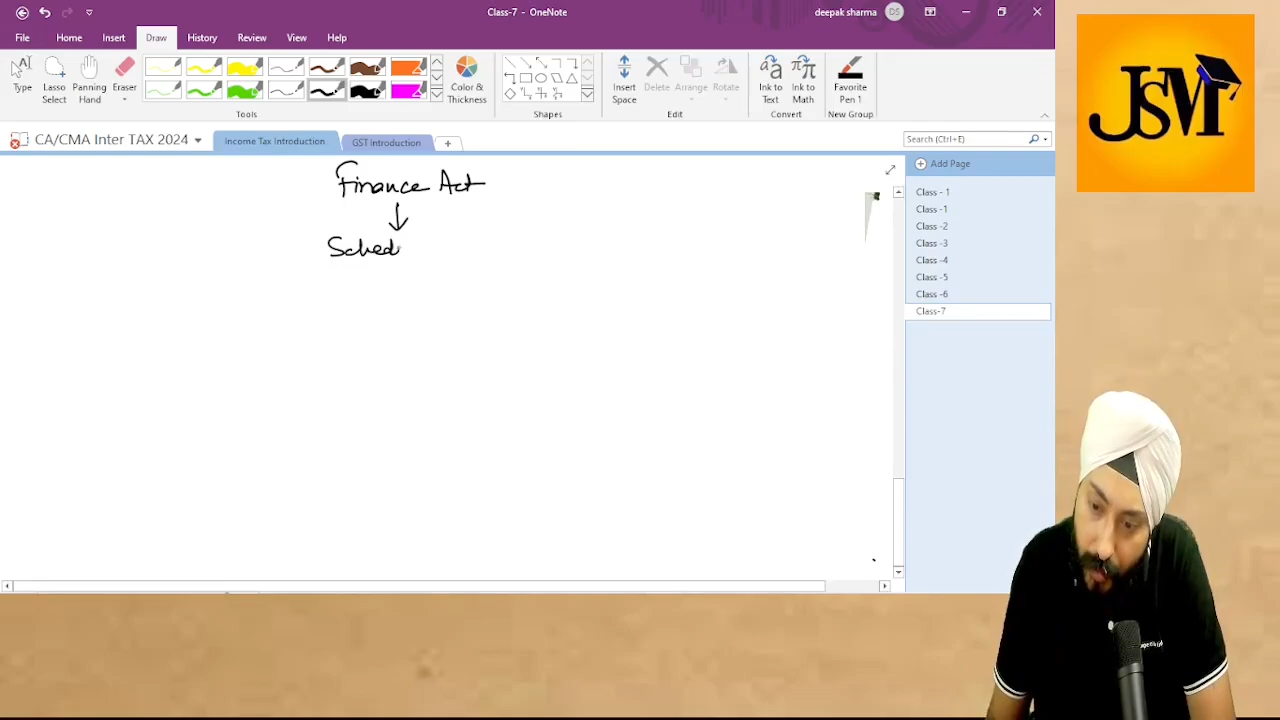 Class-7 - OneNote
deepak sharma DS
File Home Insert Draw History Review View Help
Type Lasso Select Panning Hand Eraser
Color & Thickness
Insert Space Delete Arrange Rotate
Ink to Text Ink to Math Favorite Pen 1
Tools Shapes Edit Convert New Group
CA/CMA Inter TAX 2024 Income Tax Introduction GST Introduction + Search (Ctrl+E)
Add Page
Class - 1
Class -1
Class -2
Class -3
Class -4
Class -5
Class -6
Class-7
Finance Act
Sched
JSM